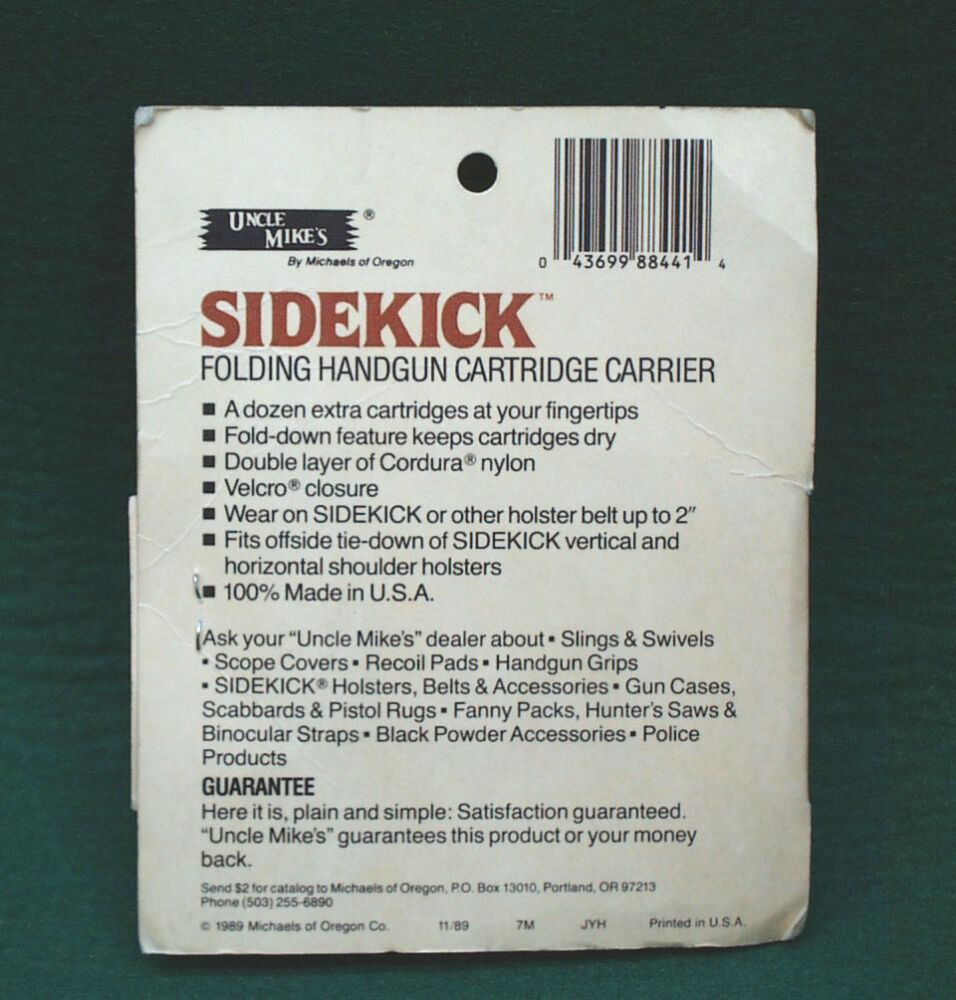 UNCLE
MIKE'S ®
By Michaels of Oregon
0 43699 88441 4
SIDEKICK™
FOLDING HANDGUN CARTRIDGE CARRIER
■ A dozen extra cartridges at your fingertips
■ Fold-down feature keeps cartridges dry
■ Double layer of Cordura® nylon
■ Velcro® closure
■ Wear on SIDEKICK or other holster belt up to 2″
■ Fits offside tie-down of SIDEKICK vertical and
horizontal shoulder holsters
■ 100% Made in U.S.A.
Ask your “Uncle Mike's” dealer about ▪ Slings & Swivels
▪ Scope Covers ▪ Recoil Pads ▪ Handgun Grips
▪ SIDEKICK® Holsters, Belts & Accessories ▪ Gun Cases,
Scabbards & Pistol Rugs ▪ Fanny Packs, Hunter's Saws &
Binocular Straps ▪ Black Powder Accessories ▪ Police
Products
GUARANTEE
Here it is, plain and simple: Satisfaction guaranteed.
“Uncle Mike's” guarantees this product or your money
back.
Send $2 for catalog to Michaels of Oregon, P.O. Box 13010, Portland, OR 97213
Phone (503) 255-6890
© 1989 Michaels of Oregon Co. 11/89 7M JYH Printed in U.S.A.